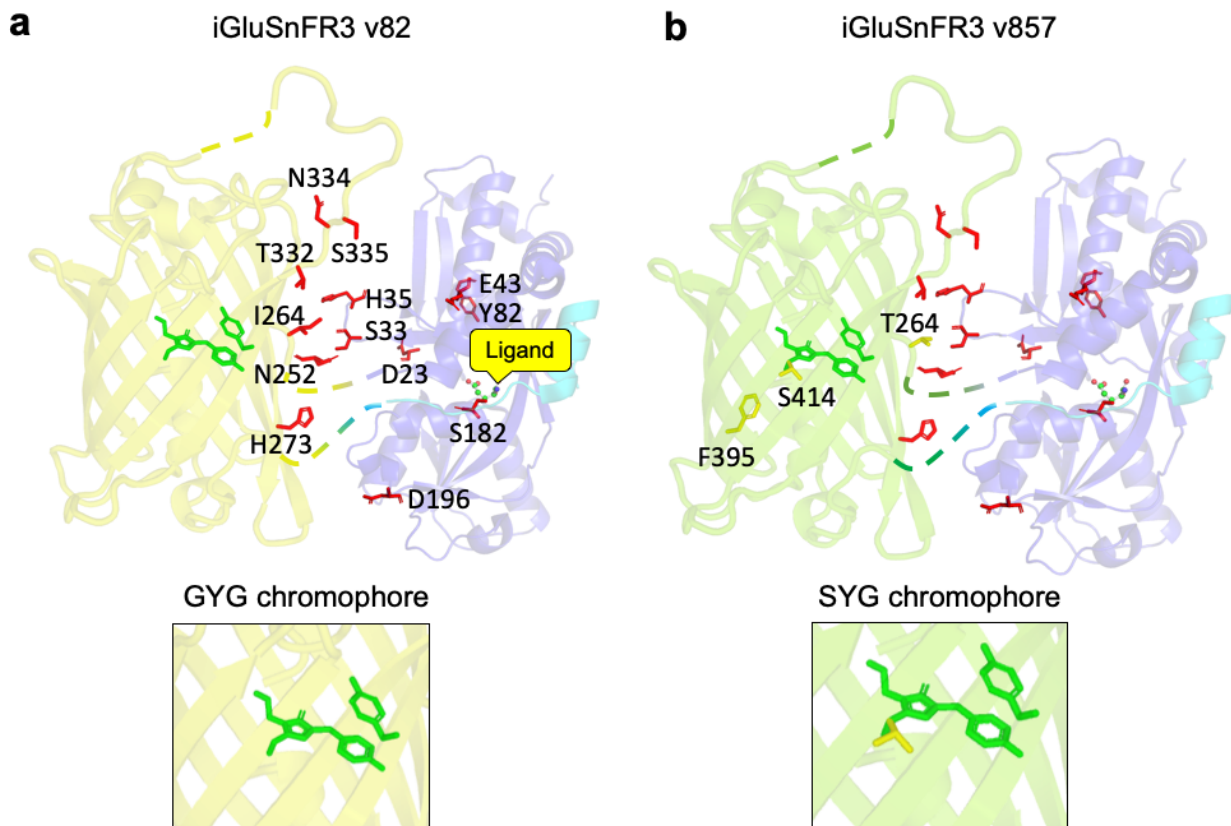 a
iGluSnFR3 v82
N334
T332
S335
I264
H35
S33
E43
Y82
Ligand
N252
D23
H273
S182
D196
GYG chromophore
b
iGluSnFR3 v857
T264
S414
F395
SYG chromophore